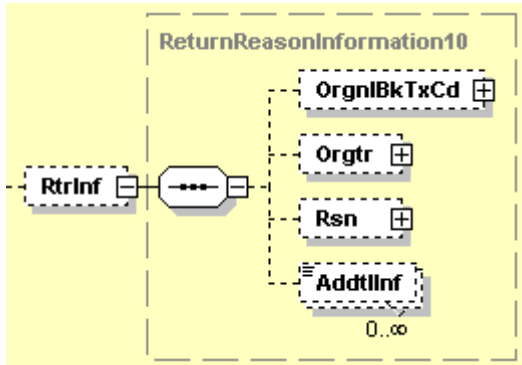 ReturnReasonInformation10
OrgnlBkTxCd
Orgtr
RtrInf
Rsn
AddtlInf
0..∞